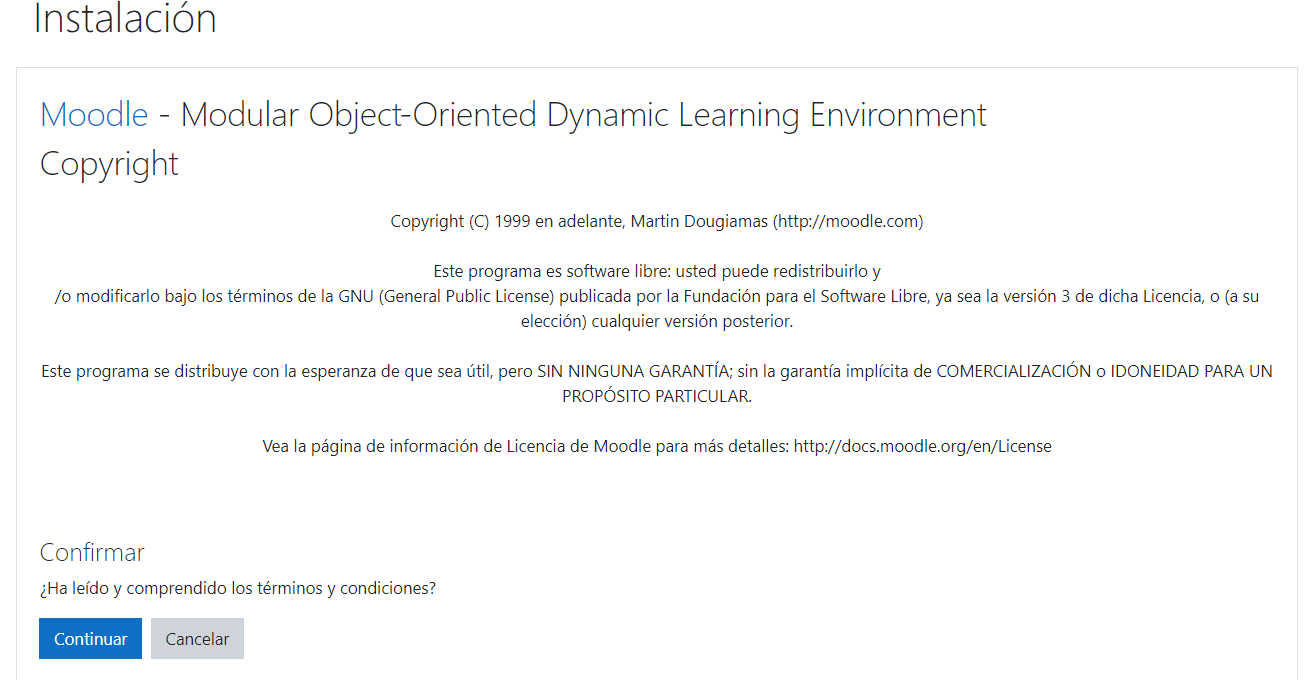 Instalación
Moodle - Modular Object-Oriented Dynamic Learning Environment
Copyright
Copyright (C) 1999 en adelante, Martin Dougiamas (http://moodle.com)
Este programa es software libre: usted puede redistribuirlo y
/o modificarlo bajo los términos de la GNU (General Public License) publicada por la Fundación para el Software Libre, ya sea la versión 3 de dicha Licencia, o (a su
elección) cualquier versión posterior.
Este programa se distribuye con la esperanza de que sea útil, pero SIN NINGUNA GARANTÍA; sin la garantía implícita de COMERCIALIZACIÓN o IDONEIDAD PARA UN
PROPÓSITO PARTICULAR.
Vea la página de información de Licencia de Moodle para más detalles: http://docs.moodle.org/en/License
Confirmar
¿Ha leído y comprendido los términos y condiciones?
Continuar Cancelar